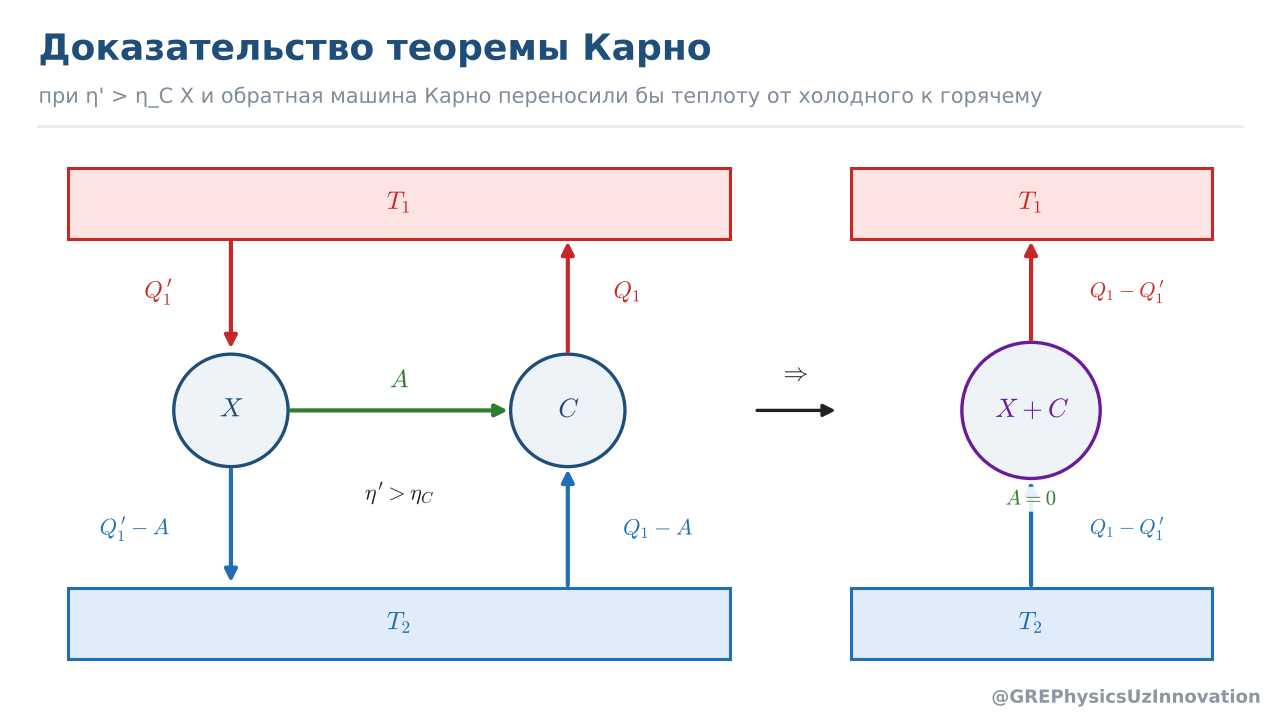 Доказательство теоремы Карно
при η' > η_C X и обратная машина Карно переносили бы теплоту от холодного к горячему
T₁
T₁
Q₁′
Q₁
Q₁ − Q₁′
A
⇒
X
C
X + C
η′ > η_C
A = 0
Q₁′ − A
Q₁ − A
Q₁ − Q₁′
T₂
T₂
@GREPhysicsUzInnovation